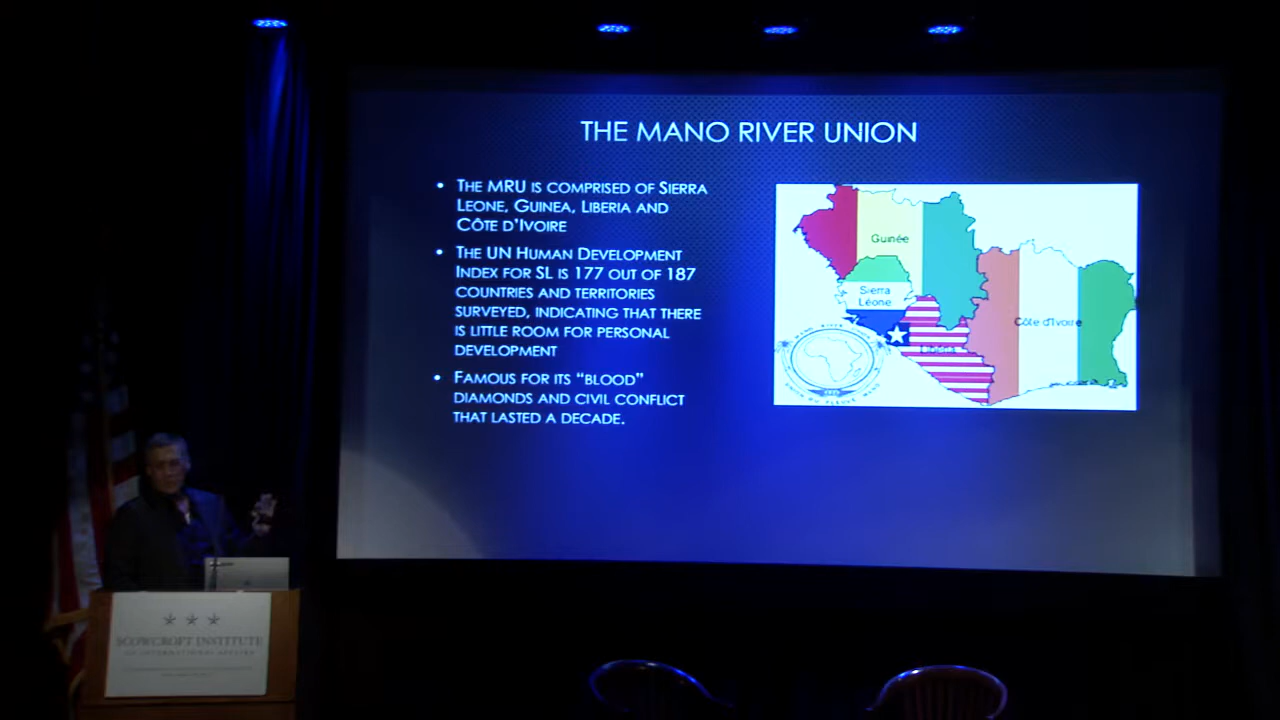 THE MANO RIVER UNION
• THE MRU IS COMPRISED OF SIERRA
LEONE, GUINEA, LIBERIA AND
CÔTE D'IVOIRE
• THE UN HUMAN DEVELOPMENT
INDEX FOR SL IS 177 OUT OF 187
COUNTRIES AND TERRITORIES
SURVEYED, INDICATING THAT THERE
IS LITTLE ROOM FOR PERSONAL
DEVELOPMENT
• FAMOUS FOR ITS "BLOOD"
DIAMONDS AND CIVIL CONFLICT
THAT LASTED A DECADE.
Guinée
Sierra
Léone
Côte d'Ivoire
MANO RIVER
SCOWCROFT INSTITUTE
OF INTERNATIONAL AFFAIRS